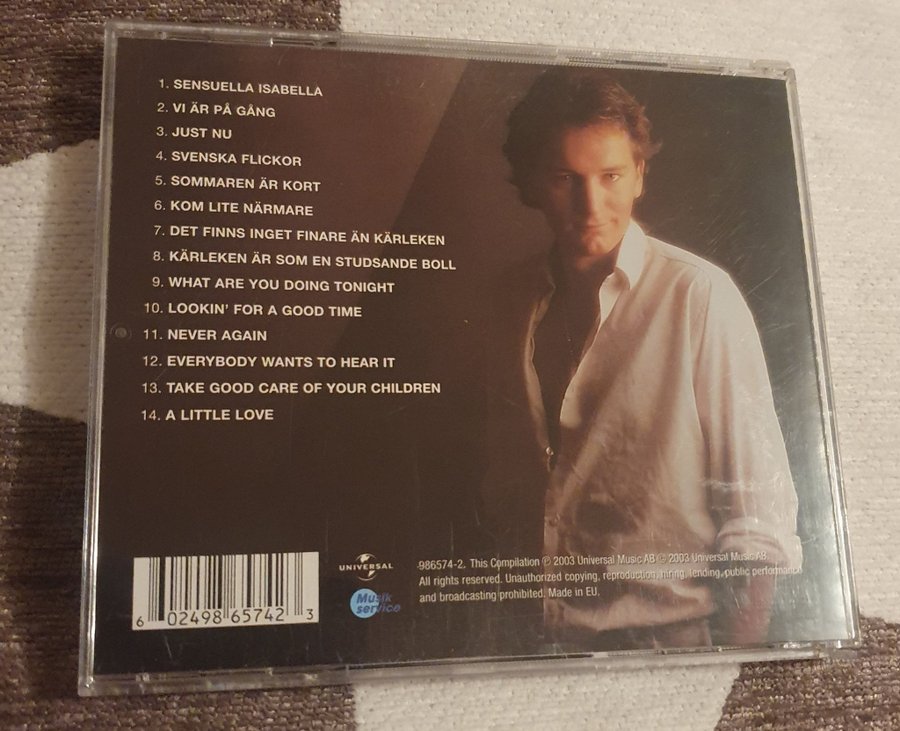 1. SENSUELLA ISABELLA
2. VI ÄR PÅ GÅNG
3. JUST NU
4. SVENSKA FLICKOR
5. SOMMAREN ÄR KORT
6. KOM LITE NÄRMARE
7. DET FINNS INGET FINARE ÄN KÄRLEKEN
8. KÄRLEKEN ÄR SOM EN STUDSANDE BOLL
9. WHAT ARE YOU DOING TONIGHT
10. LOOKIN' FOR A GOOD TIME
11. NEVER AGAIN
12. EVERYBODY WANTS TO HEAR IT
13. TAKE GOOD CARE OF YOUR CHILDREN
14. A LITTLE LOVE
6 02498 65742 3
UNIVERSAL
Musik
service
986574-2. This Compilation ℗ 2003 Universal Music AB © 2003 Universal Music AB.
All rights reserved. Unauthorized copying, reproduction, hiring, lending, public performance
and broadcasting prohibited. Made in EU.